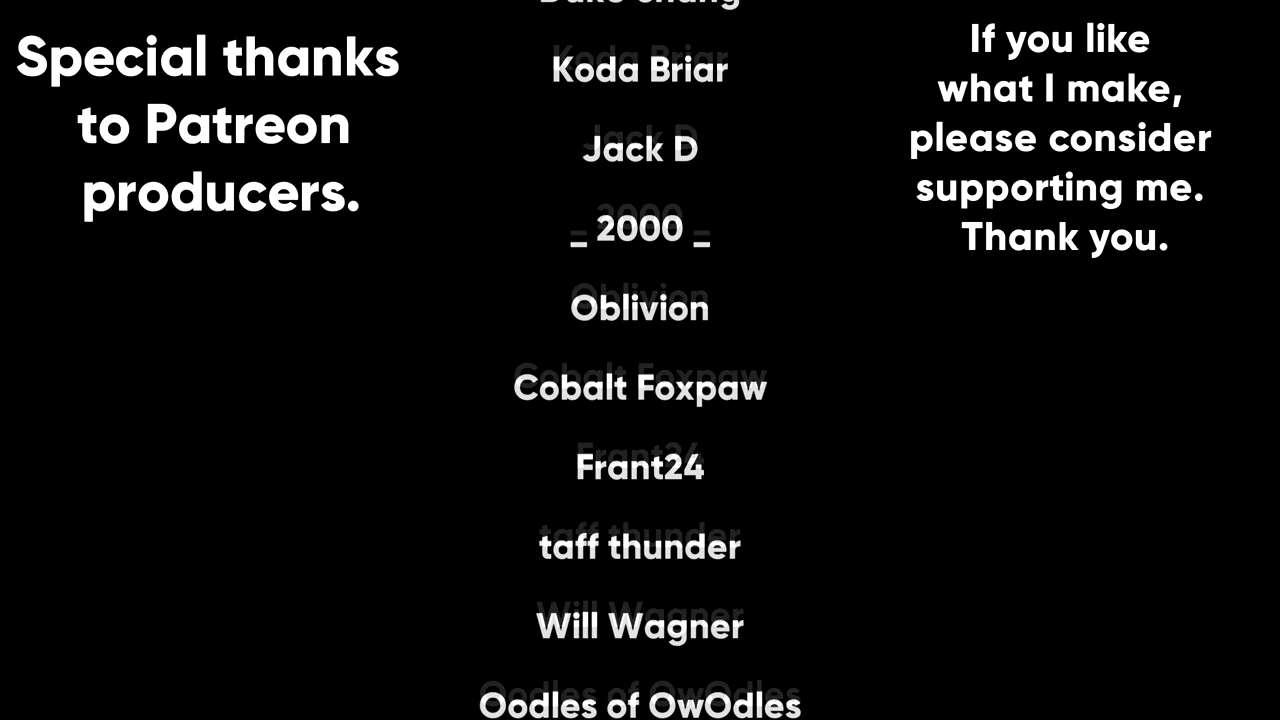 Special thanks
to Patreon
producers.
Koda Briar
Jack D
_ 2000 _
Oblivion
Cobalt Foxpaw
Frant24
taff thunder
Will Wagner
Oodles of OwOdles
If you like
what I make,
please consider
supporting me.
Thank you.